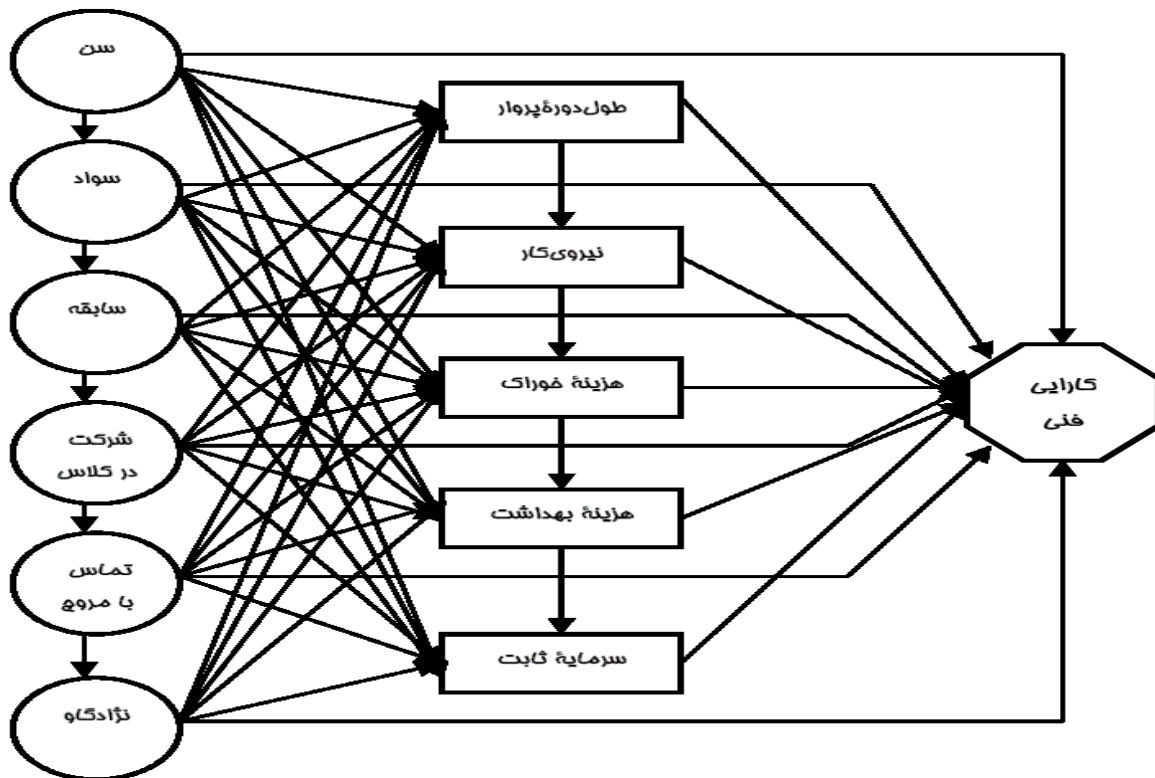 سن
سواد
سابقه
شرکت
در کلاس
تماس
با مروج
نژادگاو
طول‌دورهٔ‌پروار
نیروی‌کار
هزینهٔ خوراک
هزینهٔ بهداشت
سرمایهٔ ثابت
کارایی
فنی